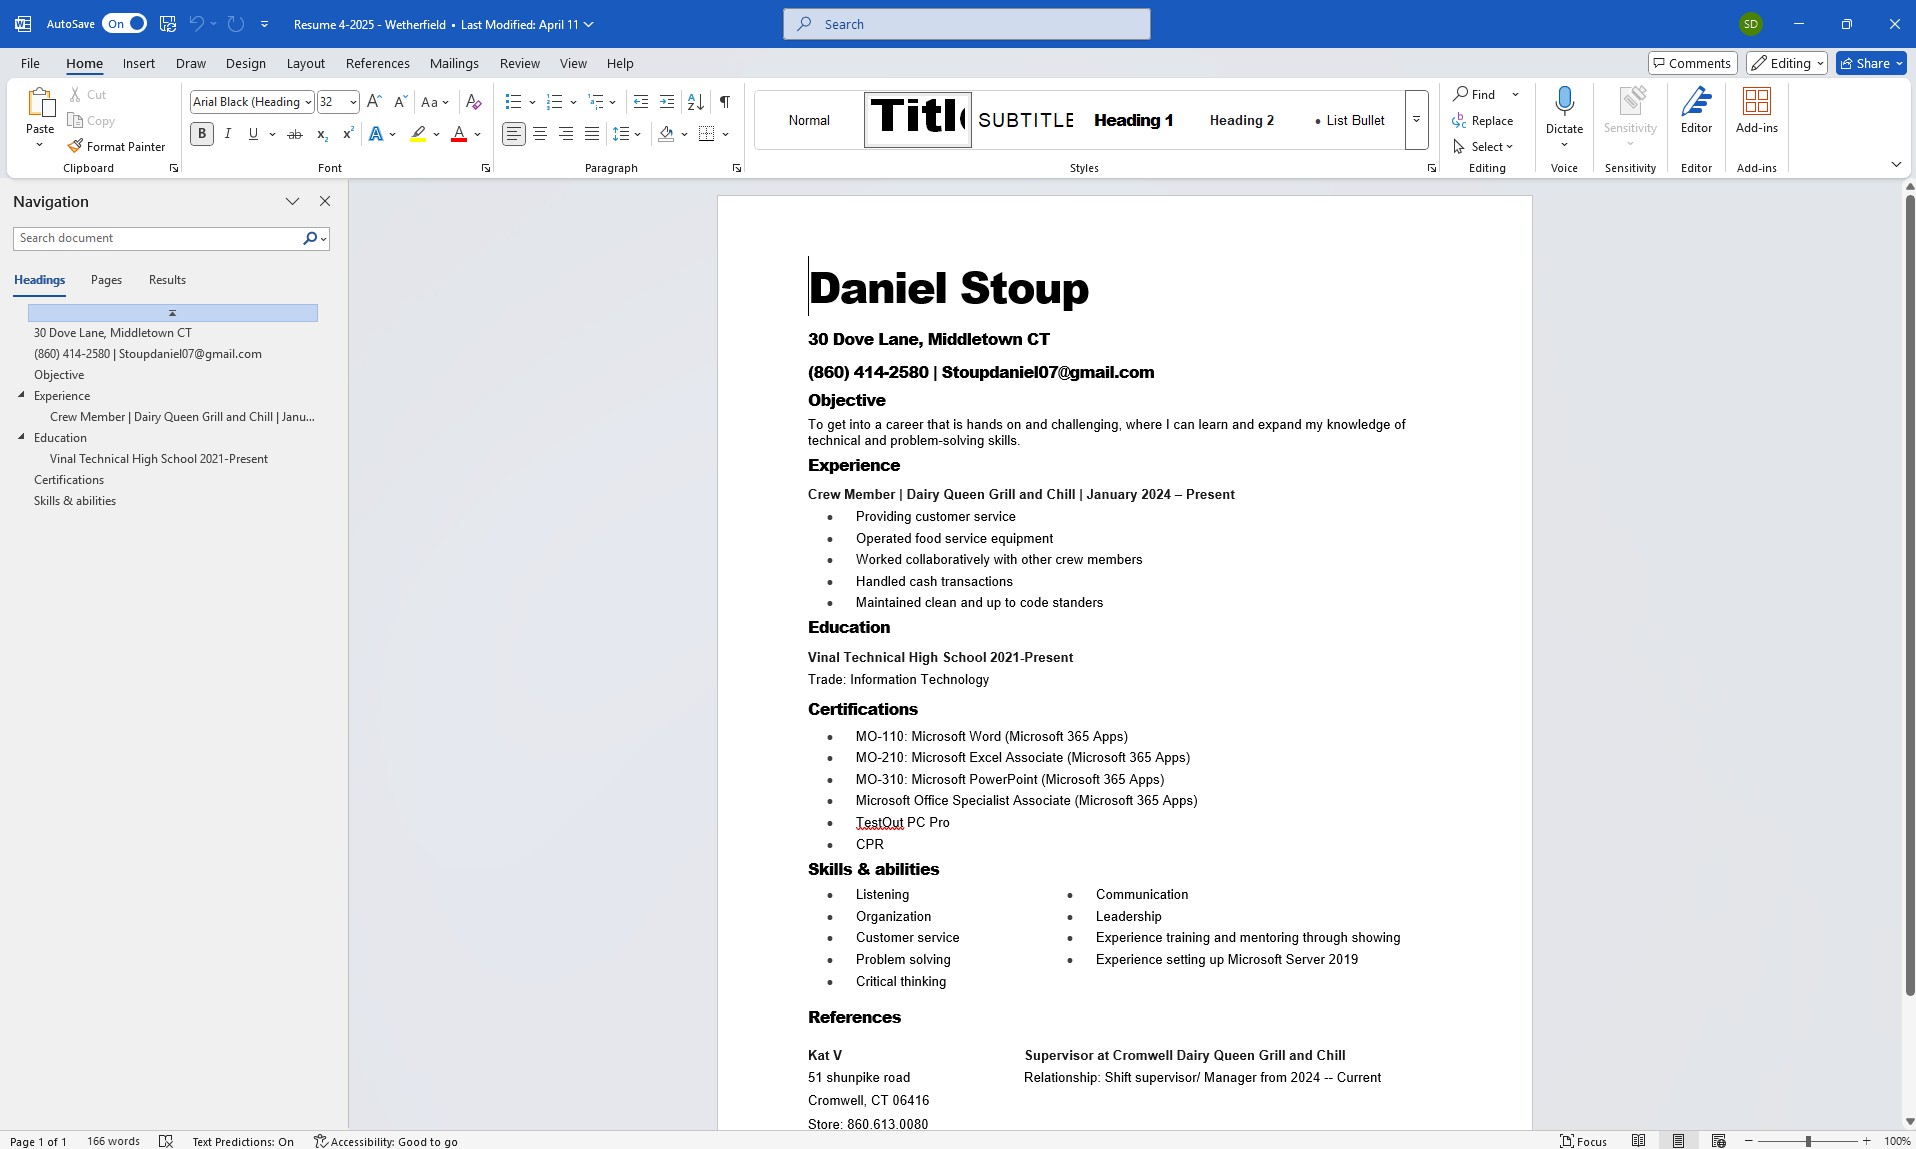 AutoSave On Resume 4-2025 - Wetherfield • Last Modified: April 11 Search SD
File Home Insert Draw Design Layout References Mailings Review View Help Comments Editing Share
Paste Cut Copy Format Painter Clipboard
Arial Black (Heading 32 Font
Paragraph
Normal Title SUBTITLE Heading 1 Heading 2 • List Bullet Styles
Find Replace Select Editing
Dictate Voice
Sensitivity Sensitivity
Editor Editor
Add-ins Add-ins
Navigation
Search document
Headings Pages Results
30 Dove Lane, Middletown CT
(860) 414-2580 | Stoupdaniel07@gmail.com
Objective
Experience
Crew Member | Dairy Queen Grill and Chill | Janu...
Education
Vinal Technical High School 2021-Present
Certifications
Skills & abilities
Daniel Stoup
30 Dove Lane, Middletown CT
(860) 414-2580 | Stoupdaniel07@gmail.com
Objective
To get into a career that is hands on and challenging, where I can learn and expand my knowledge of
technical and problem-solving skills.
Experience
Crew Member | Dairy Queen Grill and Chill | January 2024 – Present
• Providing customer service
• Operated food service equipment
• Worked collaboratively with other crew members
• Handled cash transactions
• Maintained clean and up to code standers
Education
Vinal Technical High School 2021-Present
Trade: Information Technology
Certifications
• MO-110: Microsoft Word (Microsoft 365 Apps)
• MO-210: Microsoft Excel Associate (Microsoft 365 Apps)
• MO-310: Microsoft PowerPoint (Microsoft 365 Apps)
• Microsoft Office Specialist Associate (Microsoft 365 Apps)
• TestOut PC Pro
• CPR
Skills & abilities
• Listening
• Organization
• Customer service
• Problem solving
• Critical thinking
• Communication
• Leadership
• Experience training and mentoring through showing
• Experience setting up Microsoft Server 2019
References
Kat V
51 shunpike road
Cromwell, CT 06416
Store: 860.613.0080
Supervisor at Cromwell Dairy Queen Grill and Chill
Relationship: Shift supervisor/ Manager from 2024 -- Current
Page 1 of 1 166 words Text Predictions: On Accessibility: Good to go Focus 100%